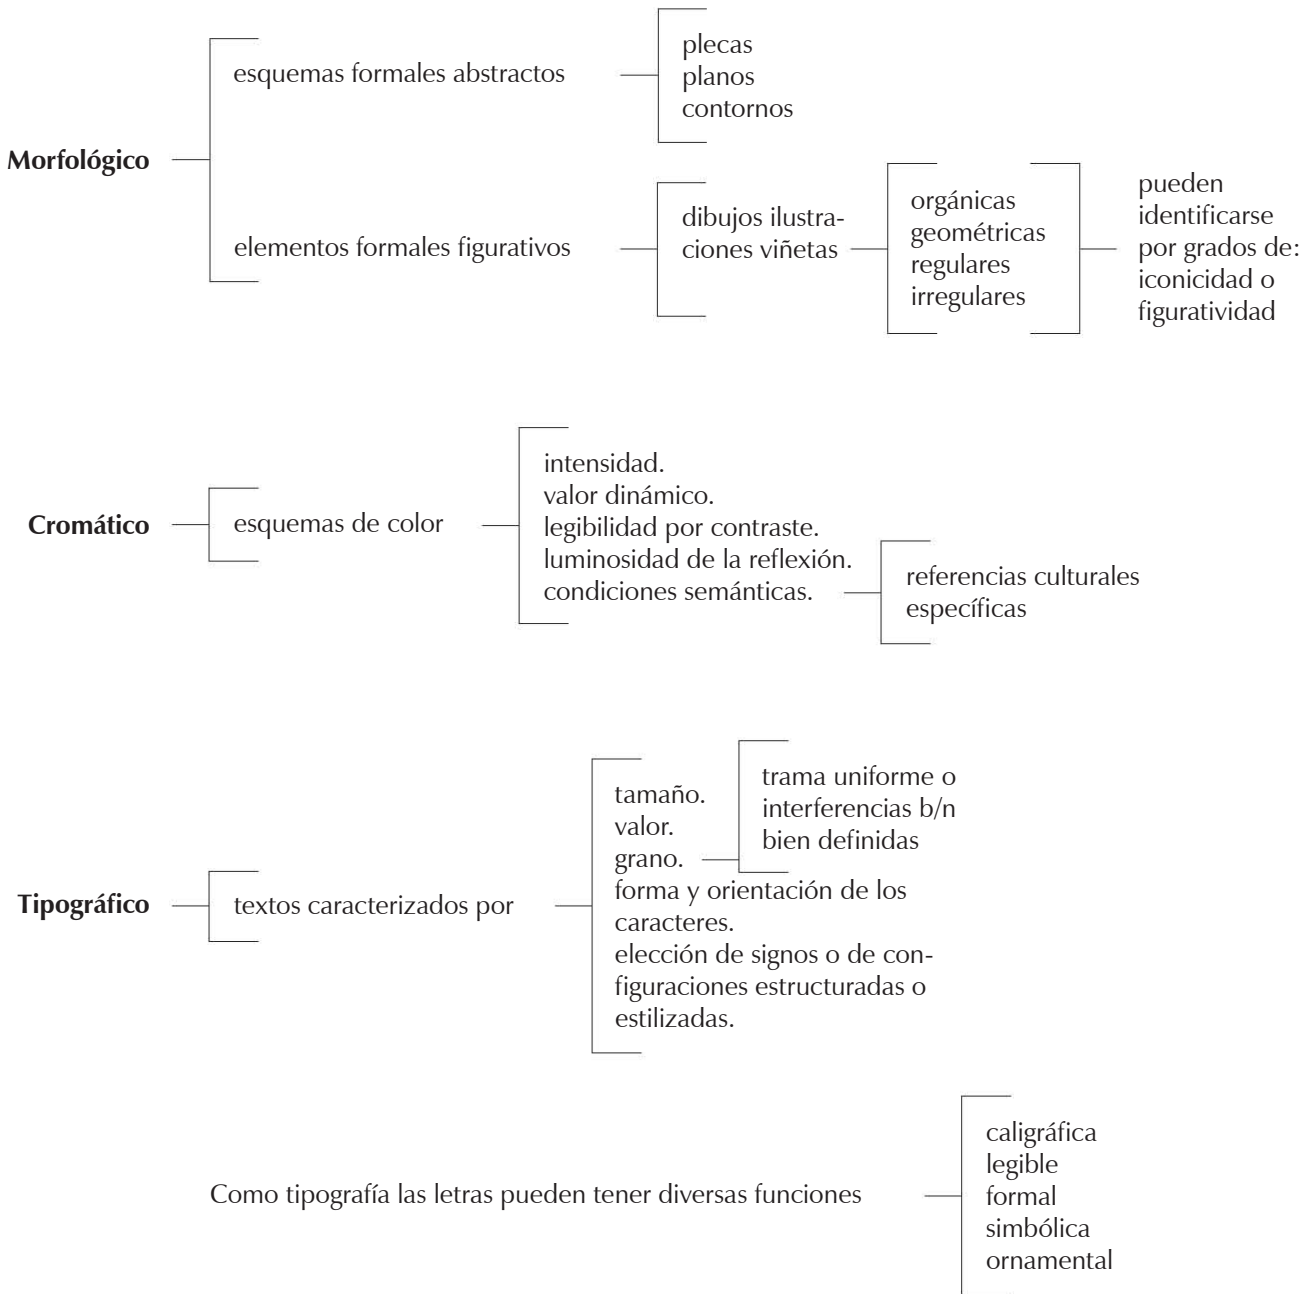 Morfológico
esquemas formales abstractos
plecas
planos
contornos
elementos formales figurativos
dibujos ilustra-
ciones viñetas
orgánicas
geométricas
regulares
irregulares
pueden
identificarse
por grados de:
iconicidad o
figuratividad
Cromático
esquemas de color
intensidad.
valor dinámico.
legibilidad por contraste.
luminosidad de la reflexión.
condiciones semánticas.
referencias culturales
específicas
Tipográfico
textos caracterizados por
tamaño.
valor.
grano.
trama uniforme o
interferencias b/n
bien definidas
forma y orientación de los
caracteres.
elección de signos o de con-
figuraciones estructuradas o
estilizadas.
Como tipografía las letras pueden tener diversas funciones
caligráfica
legible
formal
simbólica
ornamental